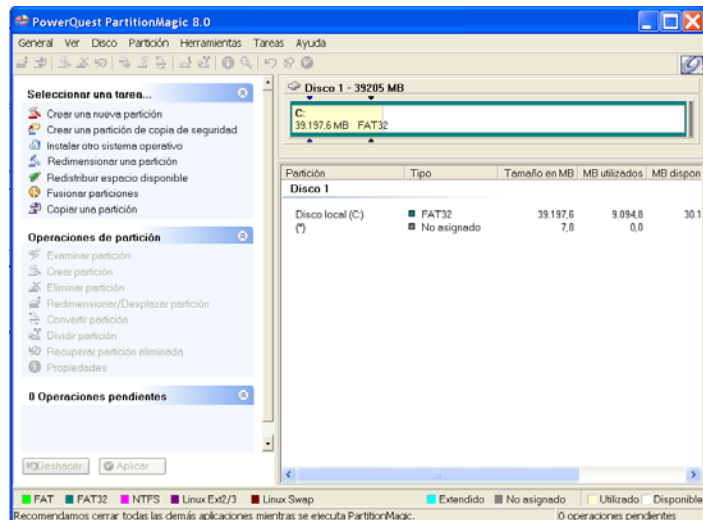 PowerQuest PartitionMagic 8.0
General Ver Disco Partición Herramientas Tareas Ayuda
Seleccionar una tarea...
Crear una nueva partición
Crear una partición de copia de seguridad
Instalar otro sistema operativo
Redimensionar una partición
Redistribuir espacio disponible
Fusionar particiones
Copiar una partición
Operaciones de partición
Examinar partición
Crear partición
Eliminar partición
Redimensionar/Desplazar partición
Convertir partición
Dividir partición
Recuperar partición eliminada
Propiedades
0 Operaciones pendientes
Deshacer Aplicar
Disco 1 - 39205 MB
C:
39.197,6 MB FAT32
Partición Tipo Tamaño en MB MB utilizados MB dispon
Disco 1
Disco local (C:) FAT32 39.197,6 9.094,8 30.1
(*) No asignado 7,8 0,0
FAT FAT32 NTFS Linux Ext2/3 Linux Swap Extendido No asignado Utilizado Disponible
Recomendamos cerrar todas las demás aplicaciones mientras se ejecuta PartitionMagic. 0 operaciones pendientes